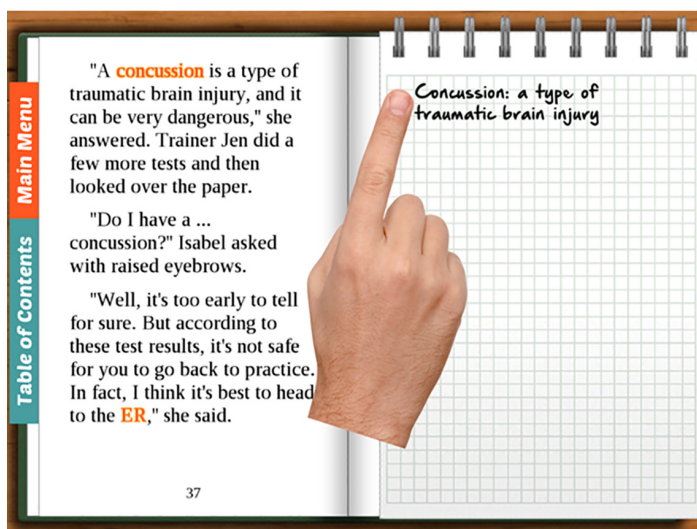 Main Menu
Table of Contents
"A concussion is a type of
traumatic brain injury, and it
can be very dangerous," she
answered. Trainer Jen did a
few more tests and then
looked over the paper.
"Do I have a ...
concussion?" Isabel asked
with raised eyebrows.
"Well, it's too early to tell
for sure. But according to
these test results, it's not safe
for you to go back to practice.
In fact, I think it's best to head
to the ER," she said.
37
Concussion: a type of
traumatic brain injury